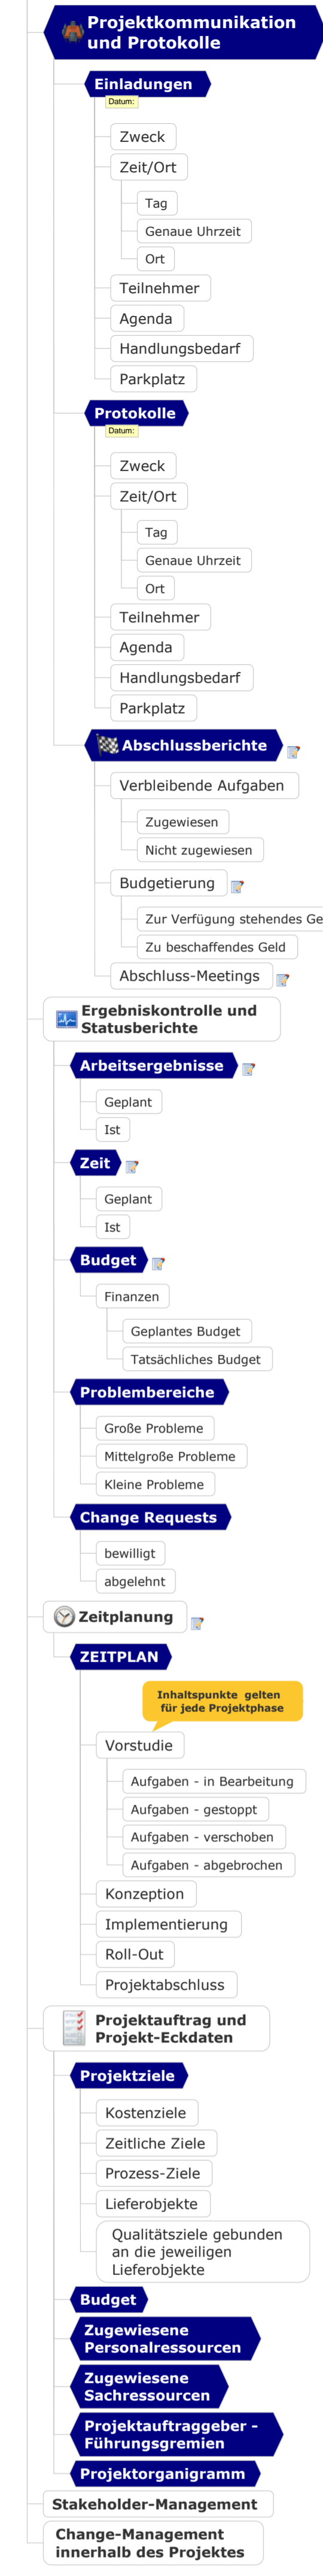 Projektkommunikation
und Protokolle
Einladungen
Datum:
Zweck
Zeit/Ort
Tag
Genaue Uhrzeit
Ort
Teilnehmer
Agenda
Handlungsbedarf
Parkplatz
Protokolle
Datum:
Zweck
Zeit/Ort
Tag
Genaue Uhrzeit
Ort
Teilnehmer
Agenda
Handlungsbedarf
Parkplatz
Abschlussberichte
Verbleibende Aufgaben
Zugewiesen
Nicht zugewiesen
Budgetierung
Zur Verfügung stehendes Ge
Zu beschaffendes Geld
Abschluss-Meetings
Ergebniskontrolle und
Statusberichte
Arbeitsergebnisse
Geplant
Ist
Zeit
Geplant
Ist
Budget
Finanzen
Geplantes Budget
Tatsächliches Budget
Problembereiche
Große Probleme
Mittelgroße Probleme
Kleine Probleme
Change Requests
bewilligt
abgelehnt
Zeitplanung
ZEITPLAN
Inhaltspunkte gelten
für jede Projektphase
Vorstudie
Aufgaben - in Bearbeitung
Aufgaben - gestoppt
Aufgaben - verschoben
Aufgaben - abgebrochen
Konzeption
Implementierung
Roll-Out
Projektabschluss
Projektauftrag und
Projekt-Eckdaten
Projektziele
Kostenziele
Zeitliche Ziele
Prozess-Ziele
Lieferobjekte
Qualitätsziele gebunden
an die jeweiligen
Lieferobjekte
Budget
Zugewiesene
Personalressourcen
Zugewiesene
Sachressourcen
Projektauftraggeber -
Führungsgremien
Projektorganigramm
Stakeholder-Management
Change-Management
innerhalb des Projektes